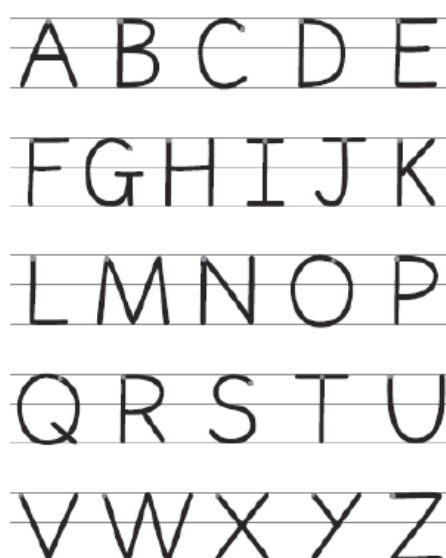 A B C D E
F G H I J K
L M N O P
Q R S T U
V W X Y Z